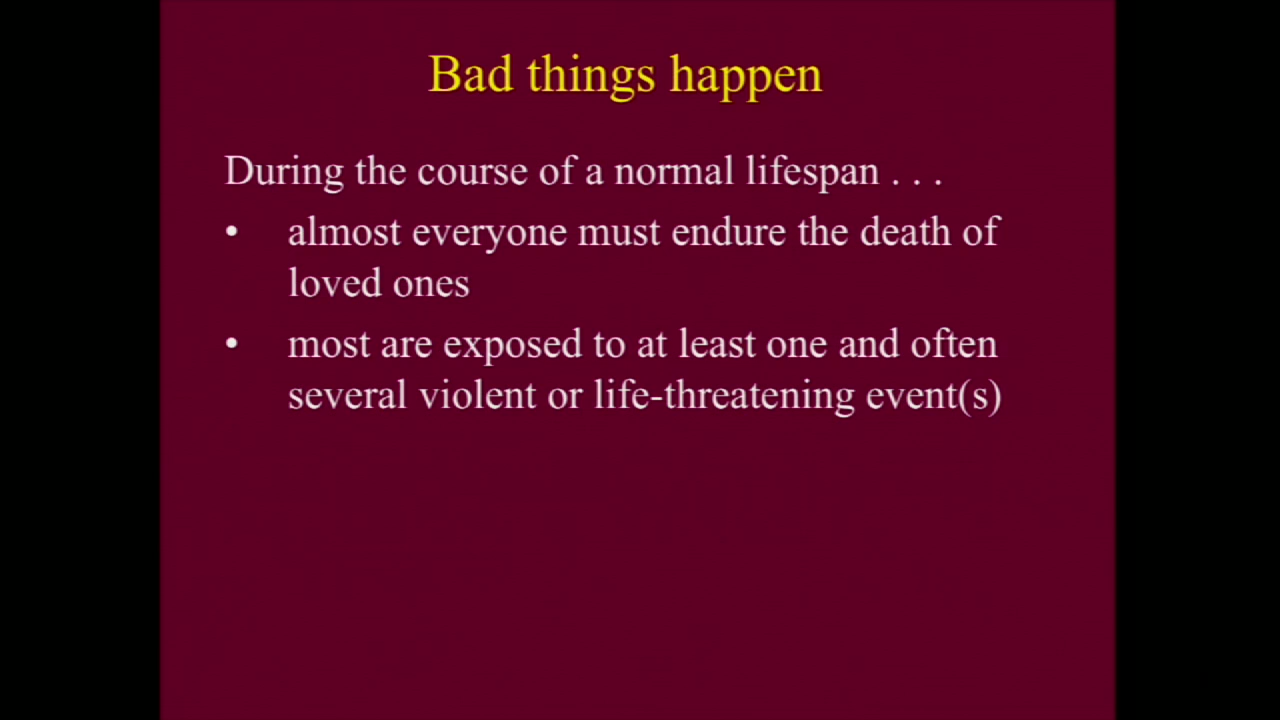 Bad things happen
During the course of a normal lifespan . . .
• almost everyone must endure the death of
loved ones
• most are exposed to at least one and often
several violent or life-threatening event(s)